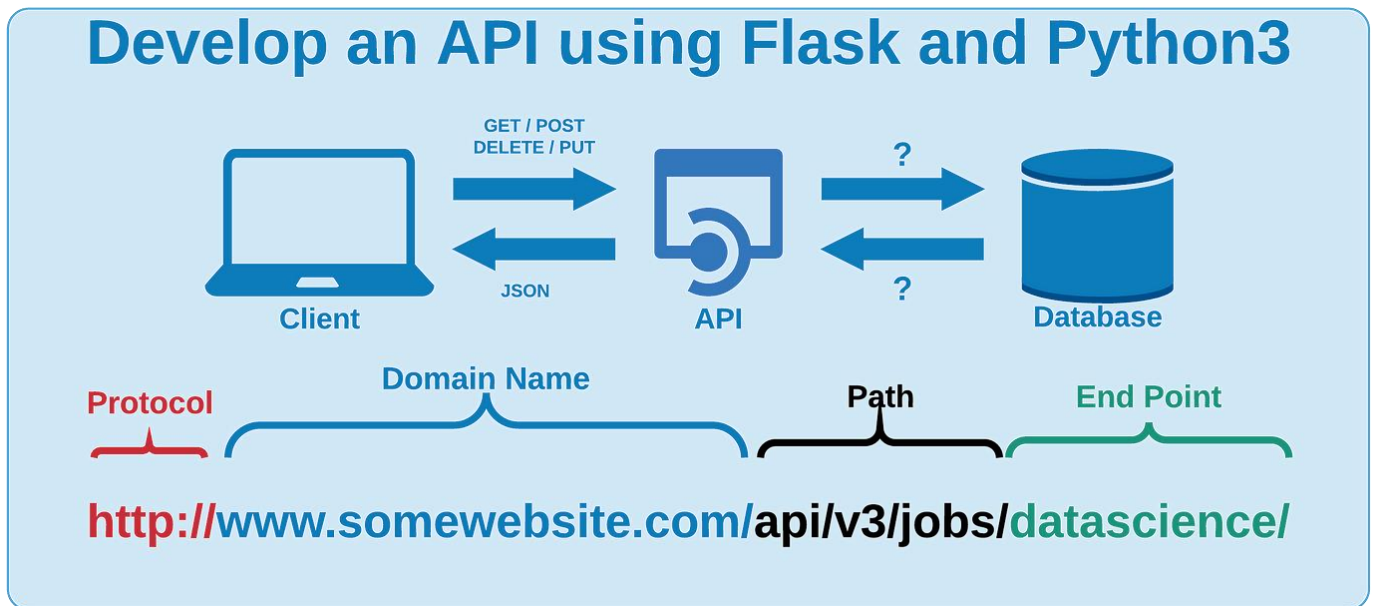 Develop an API using Flask and Python3
GET / POST
DELETE / PUT
?
JSON
?
Client
API
Database
Protocol
Domain Name
Path
End Point
http://www.somewebsite.com/api/v3/jobs/datascience/